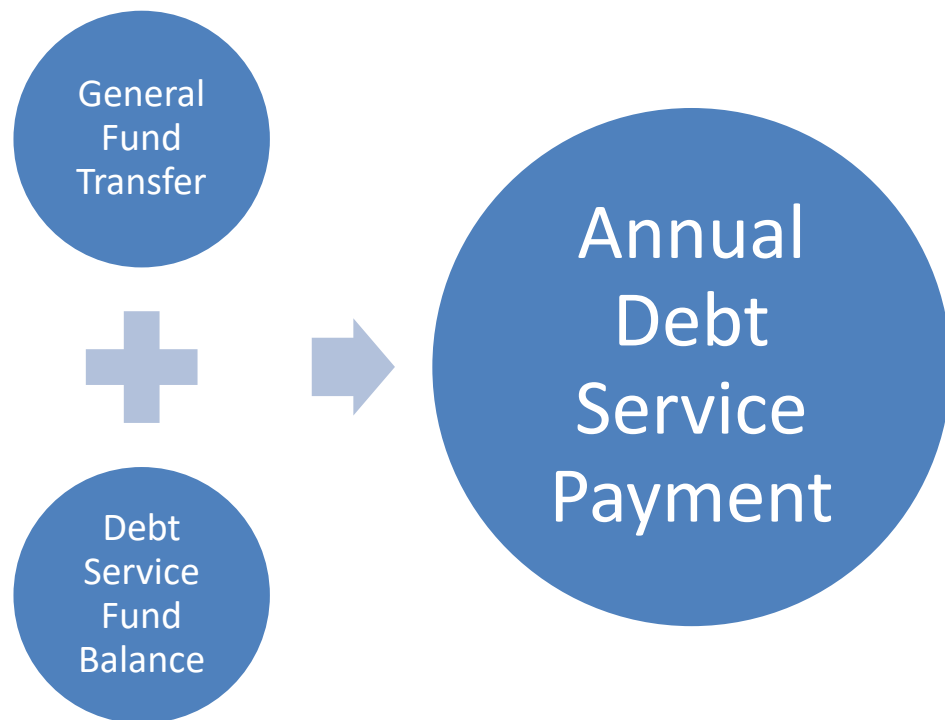 General
Fund
Transfer
Debt
Service
Fund
Balance
Annual
Debt
Service
Payment